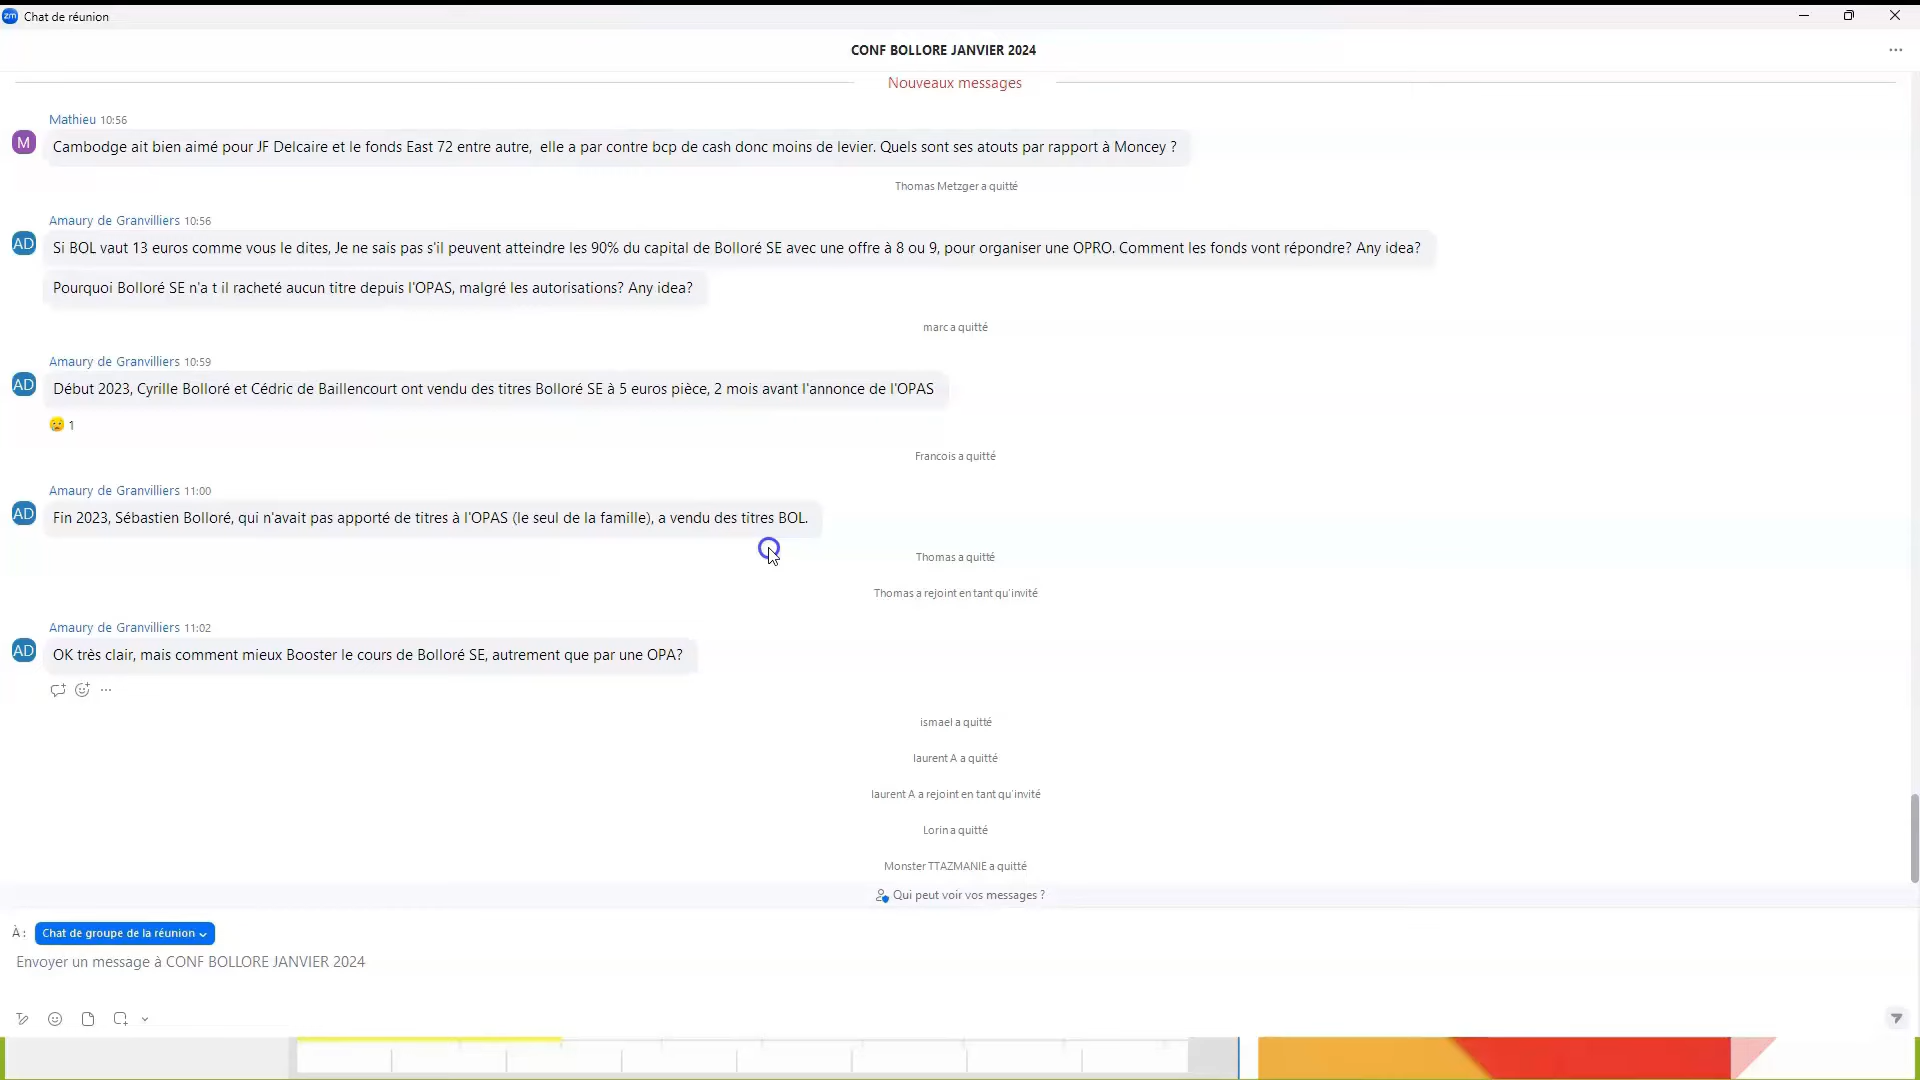 zm Chat de réunion
CONF BOLLORE JANVIER 2024
Nouveaux messages
Mathieu 10:56
M
Cambodge ait bien aimé pour JF Delcaire et le fonds East 72 entre autre, elle a par contre bcp de cash donc moins de levier. Quels sont ses atouts par rapport à Moncey ?
Thomas Metzger a quitté
Amaury de Granvilliers 10:56
AD
Si BOL vaut 13 euros comme vous le dites, Je ne sais pas s'il peuvent atteindre les 90% du capital de Bolloré SE avec une offre à 8 ou 9, pour organiser une OPRO. Comment les fonds vont répondre? Any idea?
Pourquoi Bolloré SE n'a t il racheté aucun titre depuis l'OPAS, malgré les autorisations? Any idea?
marc a quitté
Amaury de Granvilliers 10:59
AD
Début 2023, Cyrille Bolloré et Cédric de Baillencourt ont vendu des titres Bolloré SE à 5 euros pièce, 2 mois avant l'annonce de l'OPAS
1
Francois a quitté
Amaury de Granvilliers 11:00
AD
Fin 2023, Sébastien Bolloré, qui n'avait pas apporté de titres à l'OPAS (le seul de la famille), a vendu des titres BOL.
Thomas a quitté
Thomas a rejoint en tant qu'invité
Amaury de Granvilliers 11:02
AD
OK très clair, mais comment mieux Booster le cours de Bolloré SE, autrement que par une OPA?
ismael a quitté
laurent A a quitté
laurent A a rejoint en tant qu'invité
Lorin a quitté
Monster TTAZMANIE a quitté
Qui peut voir vos messages ?
À : Chat de groupe de la réunion
Envoyer un message à CONF BOLLORE JANVIER 2024